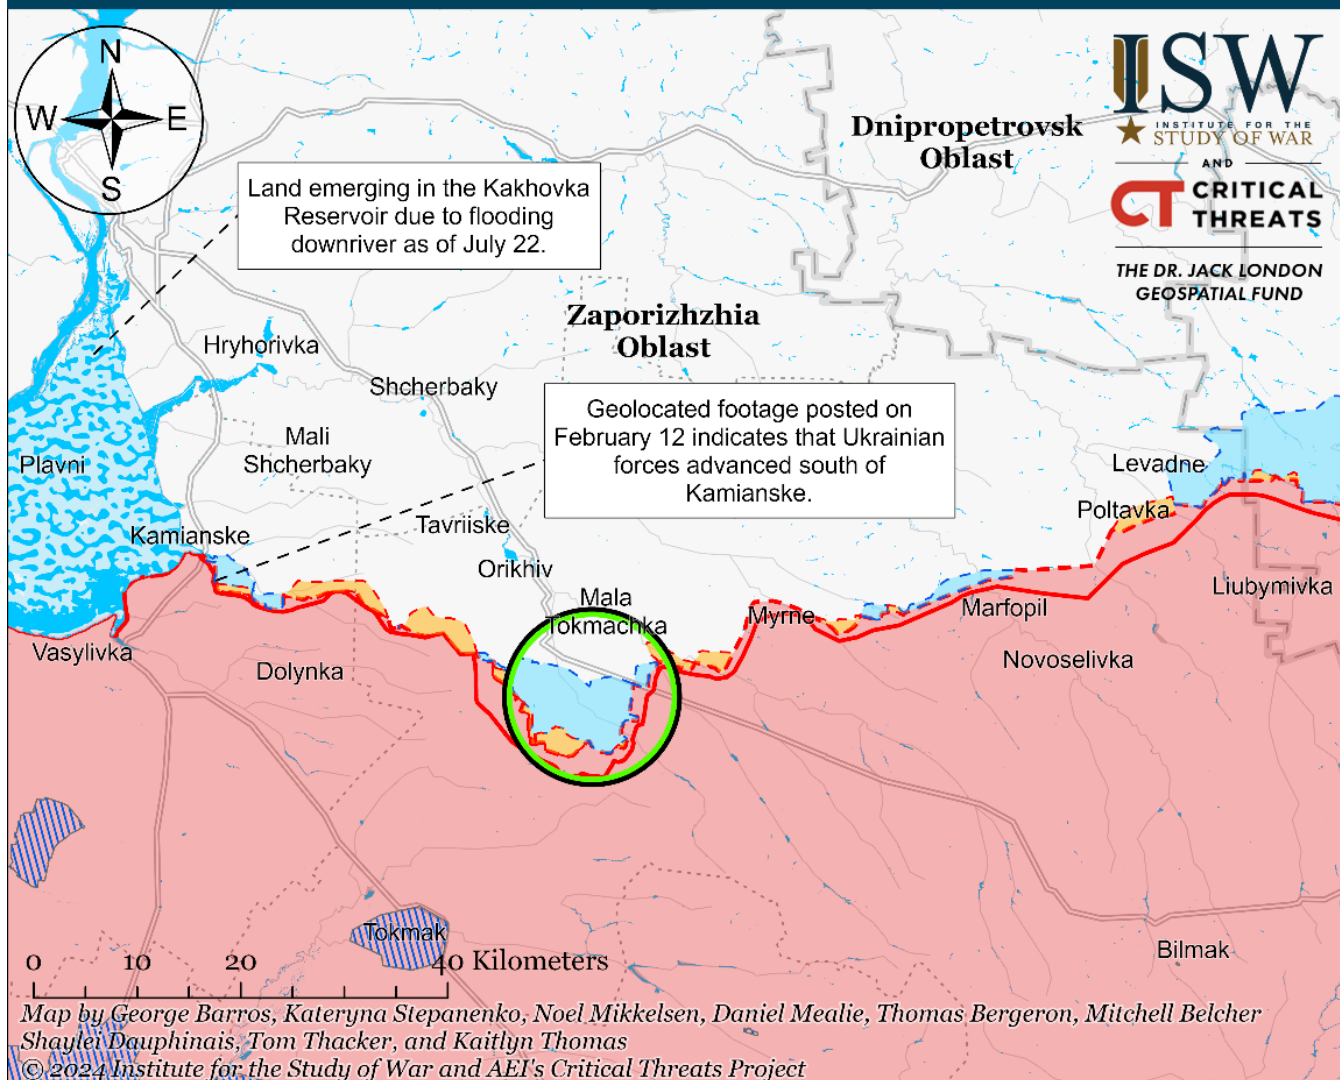 N
W
E
S
ISW
INSTITUTE FOR THE
STUDY OF WAR
AND
CT CRITICAL
THREATS
THE DR. JACK LONDON
GEOSPATIAL FUND
Dnipropetrovsk
Oblast
Land emerging in the Kakhovka
Reservoir due to flooding
downriver as of July 22.
Zaporizhzhia
Oblast
Hryhorivka
Shcherbaky
Geolocated footage posted on
February 12 indicates that Ukrainian
forces advanced south of
Kamianske.
Mali
Shcherbaky
Plavni
Levadne
Poltavka
Tavriiske
Kamianske
Orikhiv
Mala
Tokmachka
Myrne
Marfopil
Liubymivka
Vasylivka
Dolynka
Novoselivka
Tokmak
Bilmak
0 10 20 40 Kilometers
Map by George Barros, Kateryna Stepanenko, Noel Mikkelsen, Daniel Mealie, Thomas Bergeron, Mitchell Belcher
Shaylei Dauphinais, Tom Thacker, and Kaitlyn Thomas
© 2024 Institute for the Study of War and AEI's Critical Threats Project